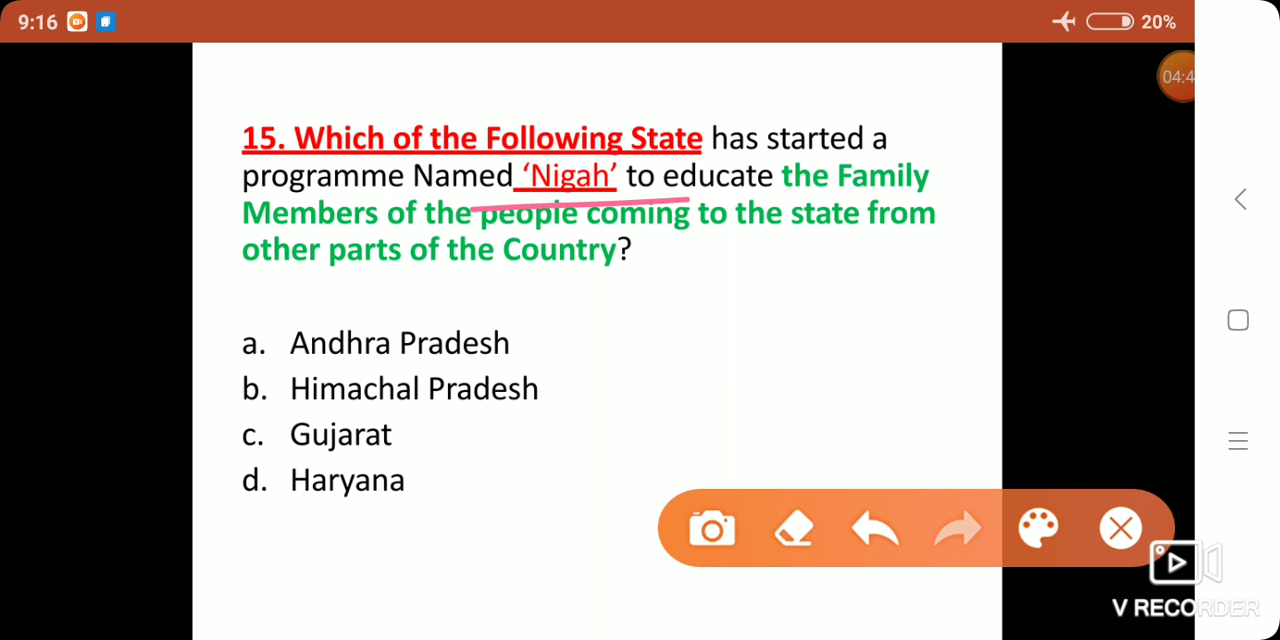 9:16 20%
04:4
15. Which of the Following State has started a
programme Named ‘Nigah’ to educate the Family
Members of the people coming to the state from
other parts of the Country?
a. Andhra Pradesh
b. Himachal Pradesh
c. Gujarat
d. Haryana
V RECORDER